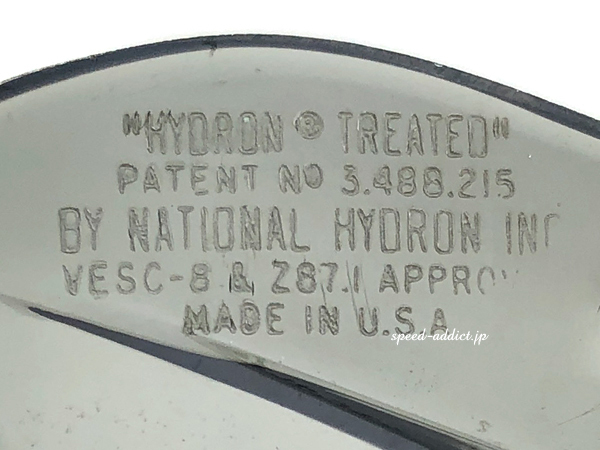 "HYDRON® TREATED"
PATENT NO 3.488.215
BY NATIONAL HYDRON INC
VESC-8 & Z87.1 APPROV
MADE IN U.S.A
speed-addict.jp